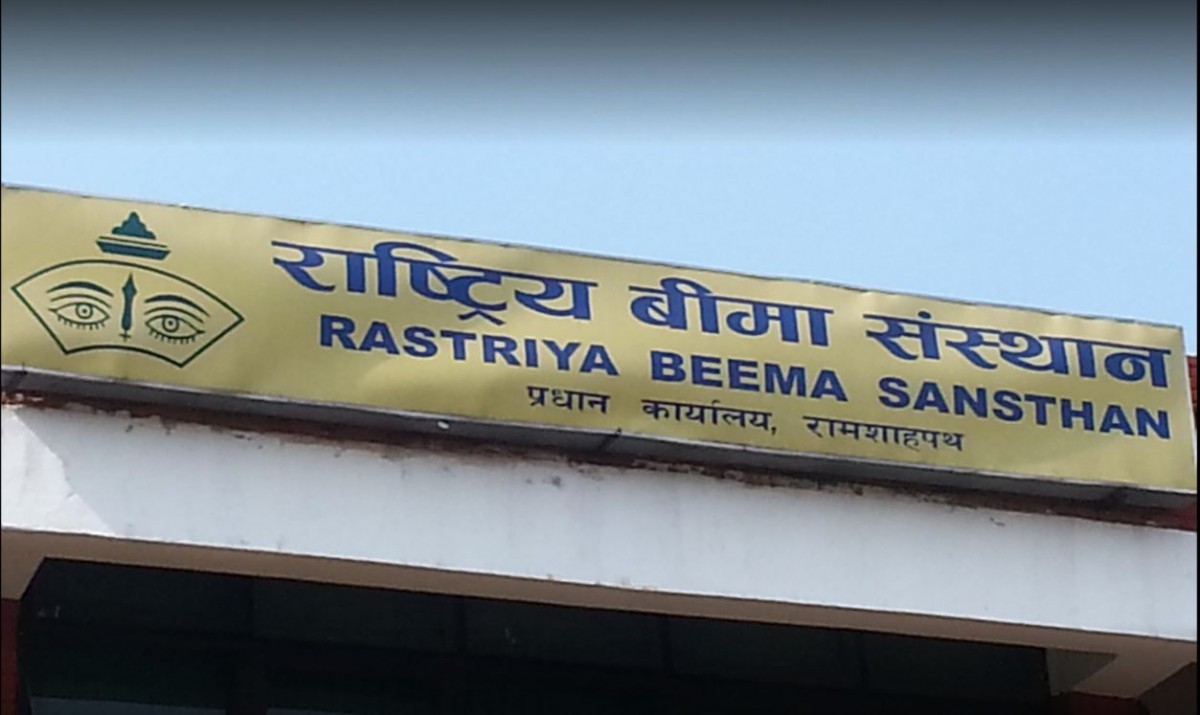 राष्ट्रिय बीमा संस्थान
RASTRIYA BEEMA SANSTHAN
प्रधान कार्यालय, रामशाहपथ